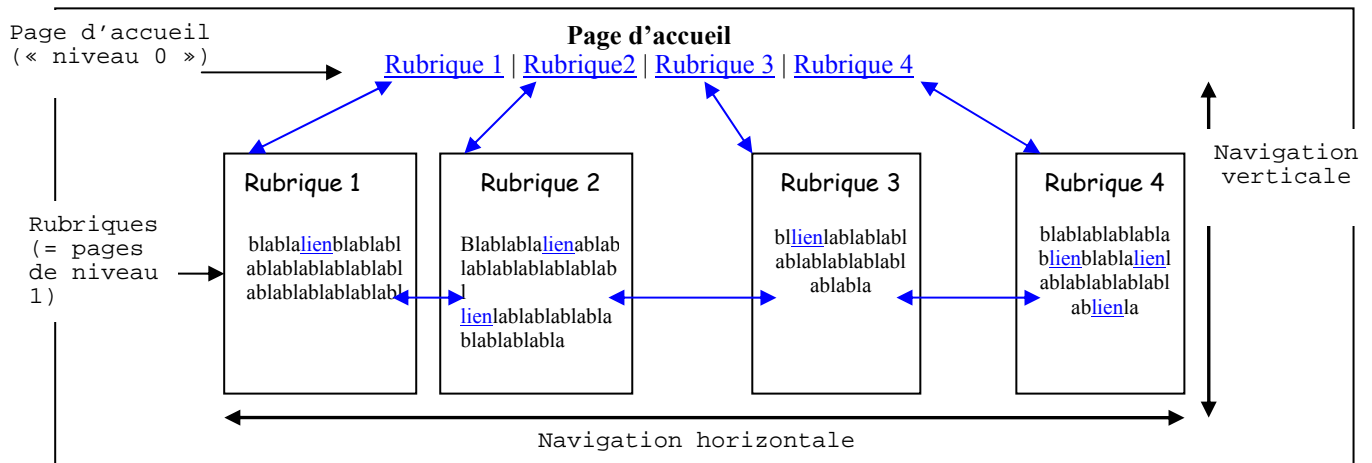 Page d'accueil
(« niveau 0 »)
Page d'accueil
Rubrique 1 | Rubrique2 | Rubrique 3 | Rubrique 4
Navigation
verticale
Rubriques
(= pages
de niveau
1)
Rubrique 1
blablalienblablabl
ablablablablablabl
ablablablablablabl
Rubrique 2
Blablablalienablab
lablablablablablab
l
lienlablablablabla
blablablabla
Rubrique 3
bllienlablablabl
ablablablablabl
ablabla
Rubrique 4
blablablablabla
blienblablalienl
ablablablablabl
ablienla
Navigation horizontale